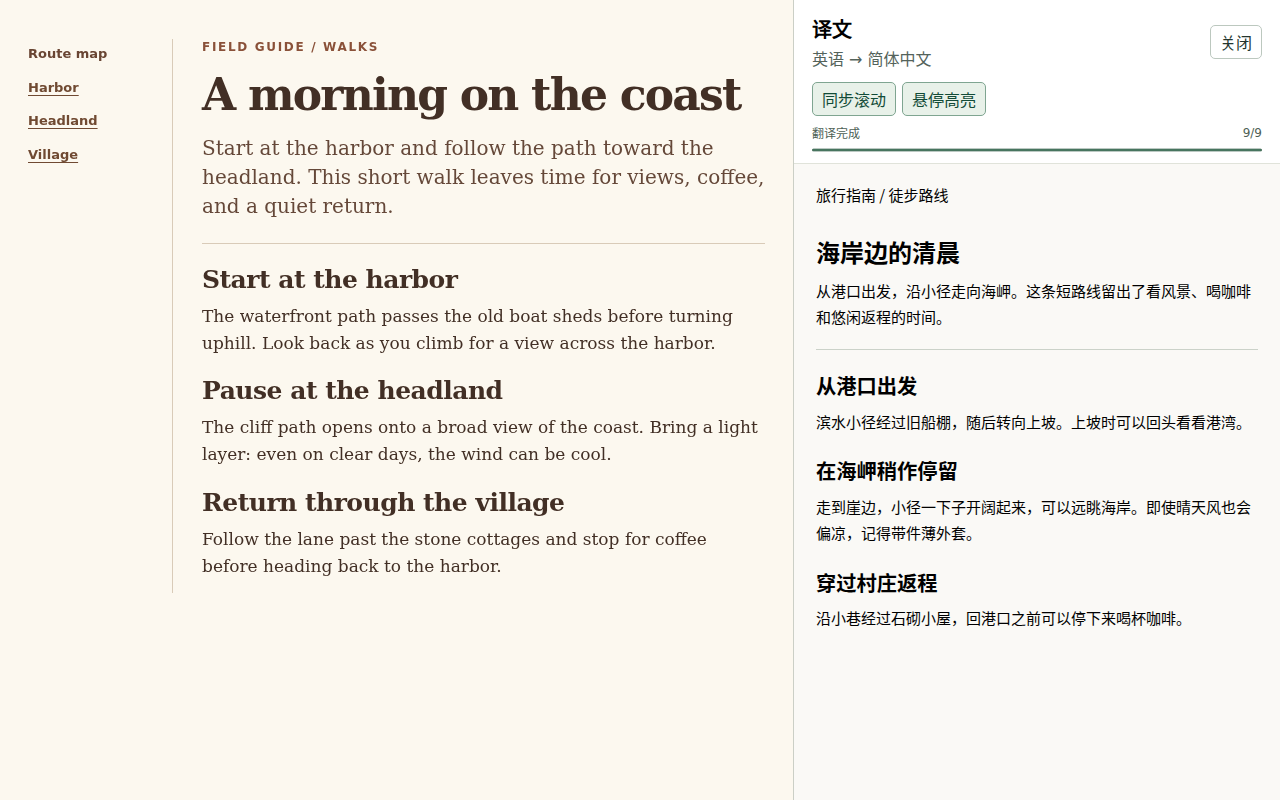 Route map
Harbor
Headland
Village
FIELD GUIDE / WALKS
A morning on the coast
Start at the harbor and follow the path toward the
headland. This short walk leaves time for views, coffee,
and a quiet return.
Start at the harbor
The waterfront path passes the old boat sheds before turning
uphill. Look back as you climb for a view across the harbor.
Pause at the headland
The cliff path opens onto a broad view of the coast. Bring a light
layer: even on clear days, the wind can be cool.
Return through the village
Follow the lane past the stone cottages and stop for coffee
before heading back to the harbor.
译文
英语 → 简体中文
关闭
同步滚动 悬停高亮
翻译完成 9/9
旅行指南 / 徒步路线
海岸边的清晨
从港口出发，沿小径走向海岬。这条短路线留出了看风景、喝咖啡
和悠闲返程的时间。
从港口出发
滨水小径经过旧船棚，随后转向上坡。上坡时可以回头看看港湾。
在海岬稍作停留
走到崖边，小径一下子开阔起来，可以远眺海岸。即使晴天风也会
偏凉，记得带件薄外套。
穿过村庄返程
沿小巷经过石砌小屋，回港口之前可以停下来喝杯咖啡。